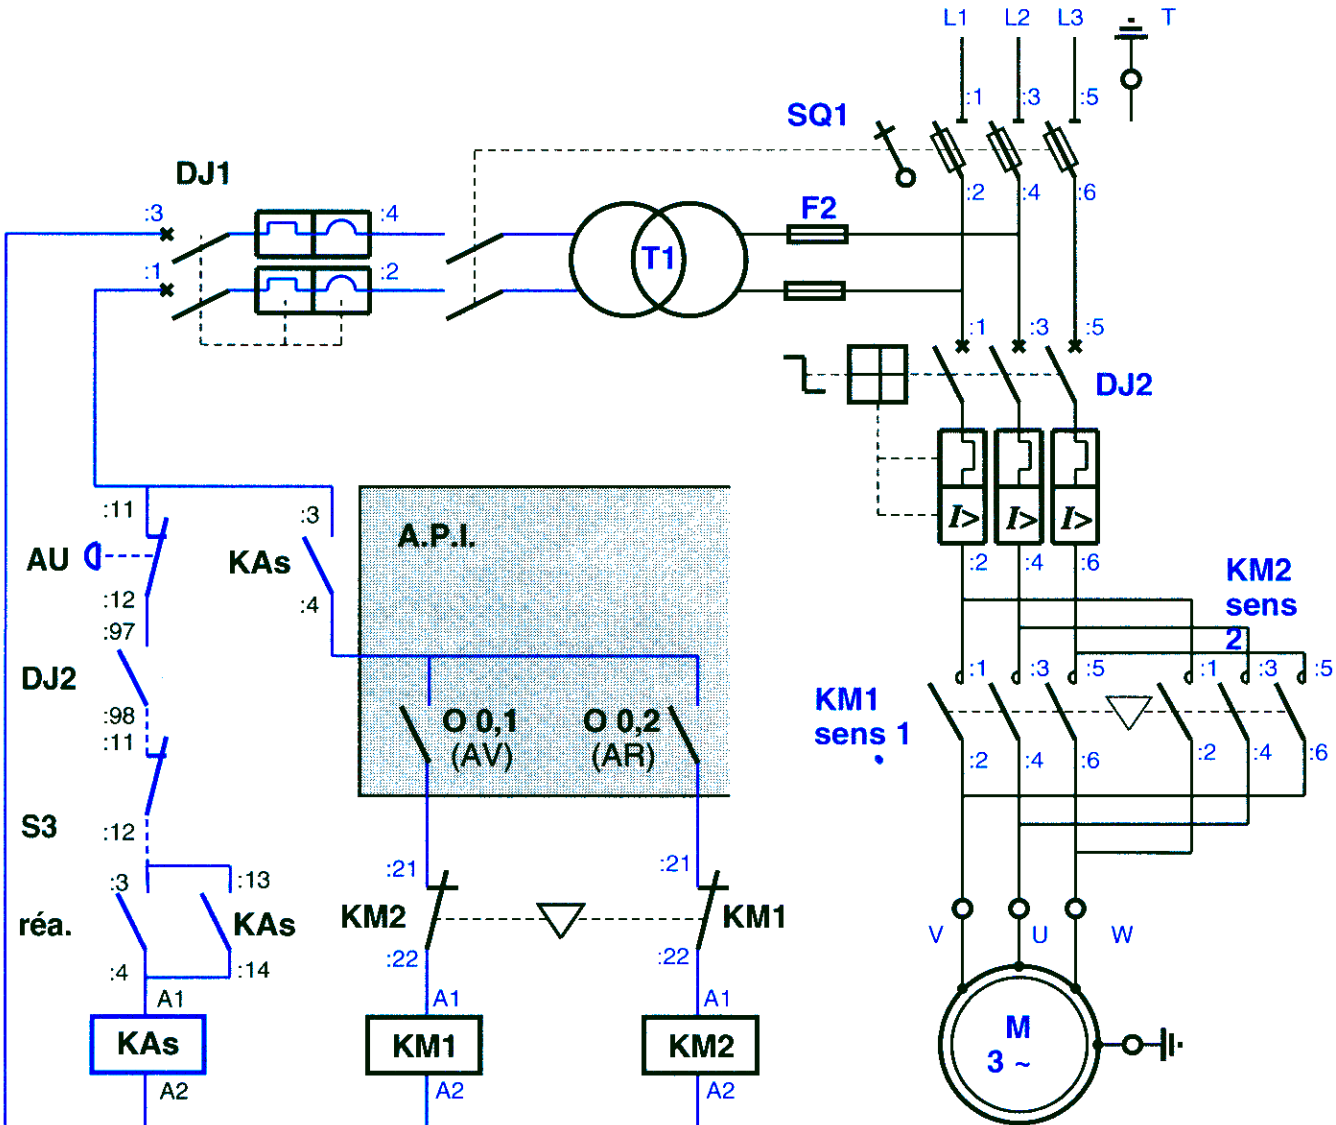 L1 L2 L3 T
:1 :3 :5
SQ1
DJ1
:2 :4 :6
:3 :4
F2
T1
:1 :2
:1 :3 :5
DJ2
I> I> I>
:11
:3
A.P.I.
AU
KAs
:2 :4 :6
KM2
sens
2
:12
:4
:97
DJ2
:1 :3 :5
:1 :3 :5
KM1
sens 1
:98
O 0,1
(AV)
O 0,2
(AR)
:11
:2 :4 :6
:2 :4 :6
S3
:12
:3 :13
:21 :21
réa.
KAs
KM2
KM1
V U W
:4 :14
:22 :22
A1 A1 A1
KAs
KM1
KM2
M
3 ~
A2 A2 A2